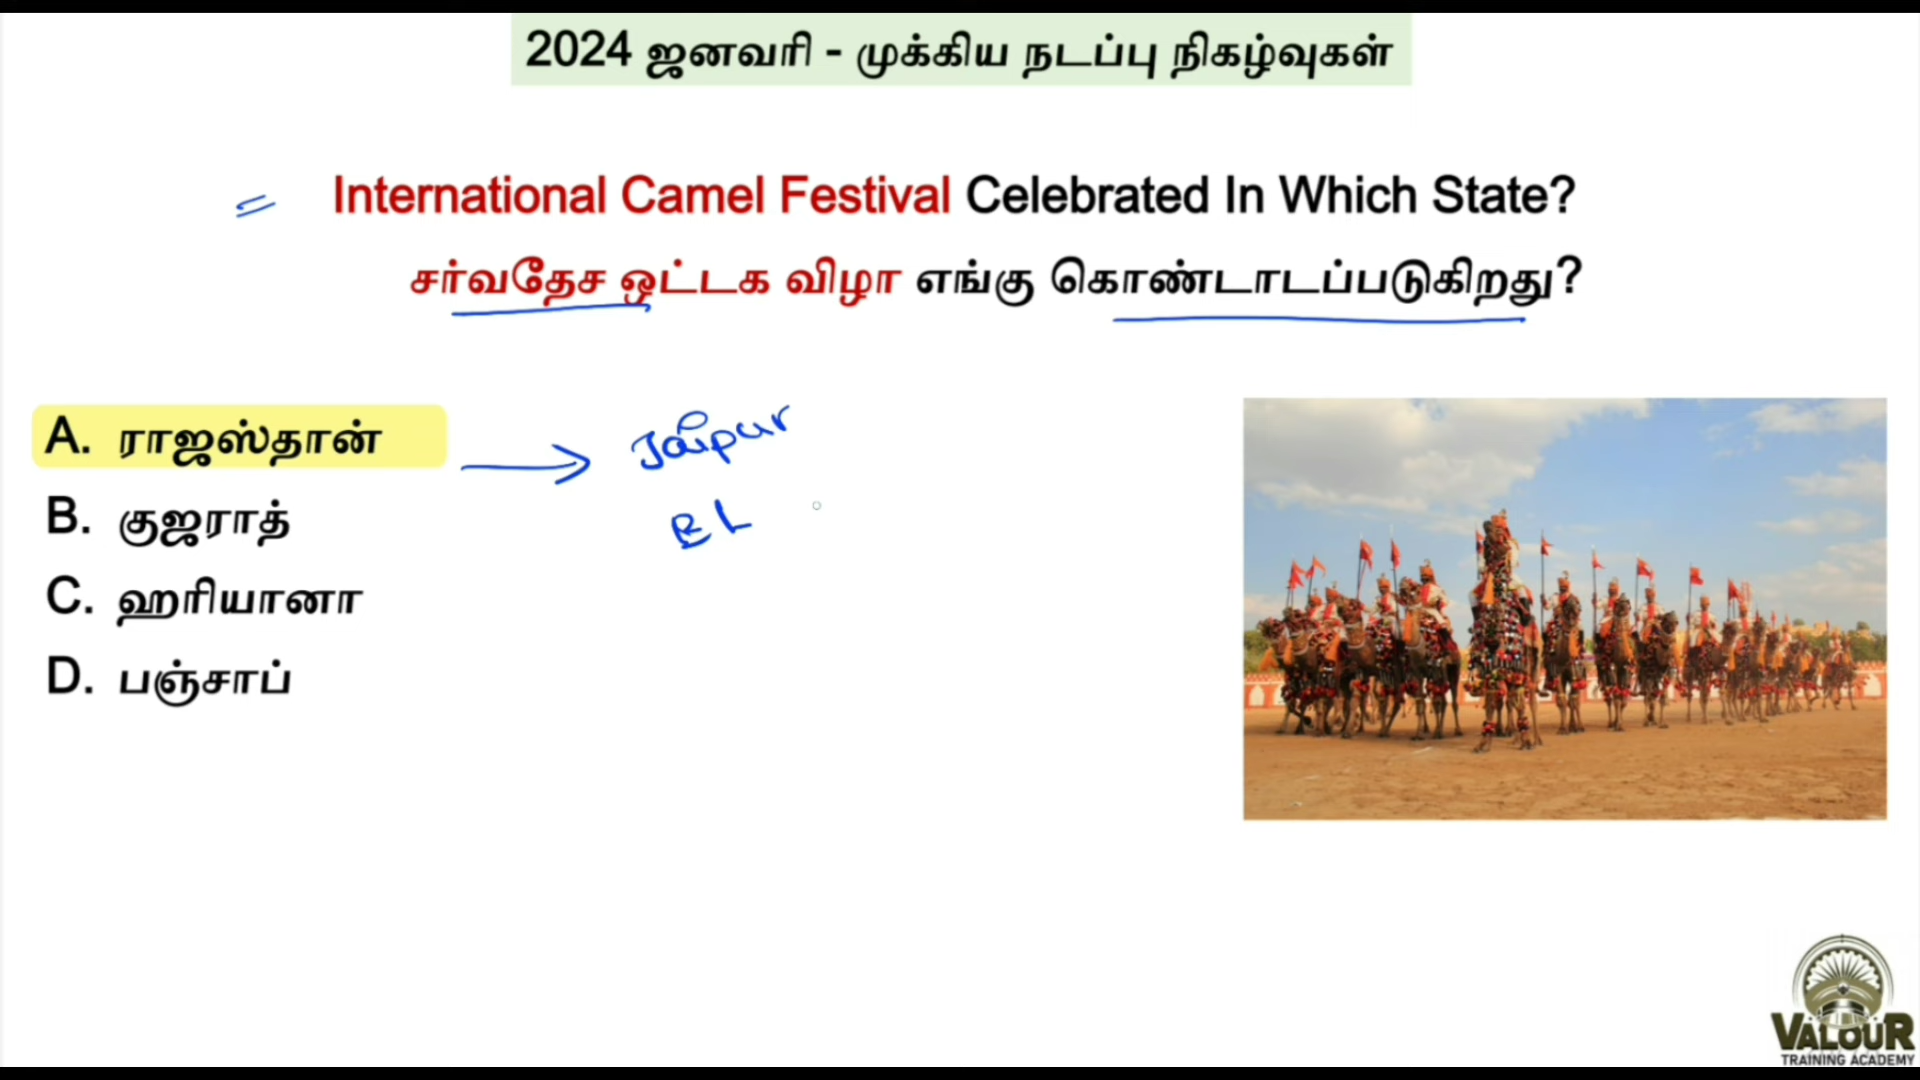 2024 ஜனவரி - முக்கிய நடப்பு நிகழ்வுகள்
International Camel Festival Celebrated In Which State?
சர்வதேச ஒட்டக விழா எங்கு கொண்டாடப்படுகிறது?
A. ராஜஸ்தான்
Jaipur
B. குஜராத்
C. ஹரியானா
D. பஞ்சாப்
VALOUR
TRAINING ACADEMY